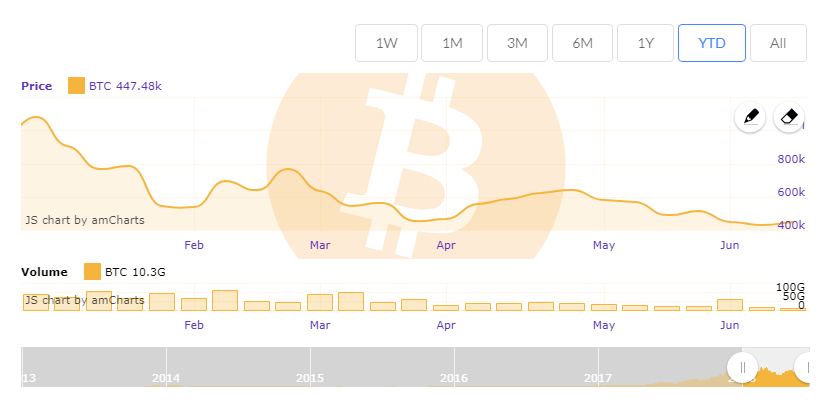 1W 1M 3M 6M 1Y YTD All
Price BTC 447.48k
800k
600k
JS chart by amCharts
400k
Feb Mar Apr May Jun
Volume BTC 10.3G
100G
JS chart by amCharts
50G
0
Feb Mar Apr May Jun
13 2014 2015 2016 2017